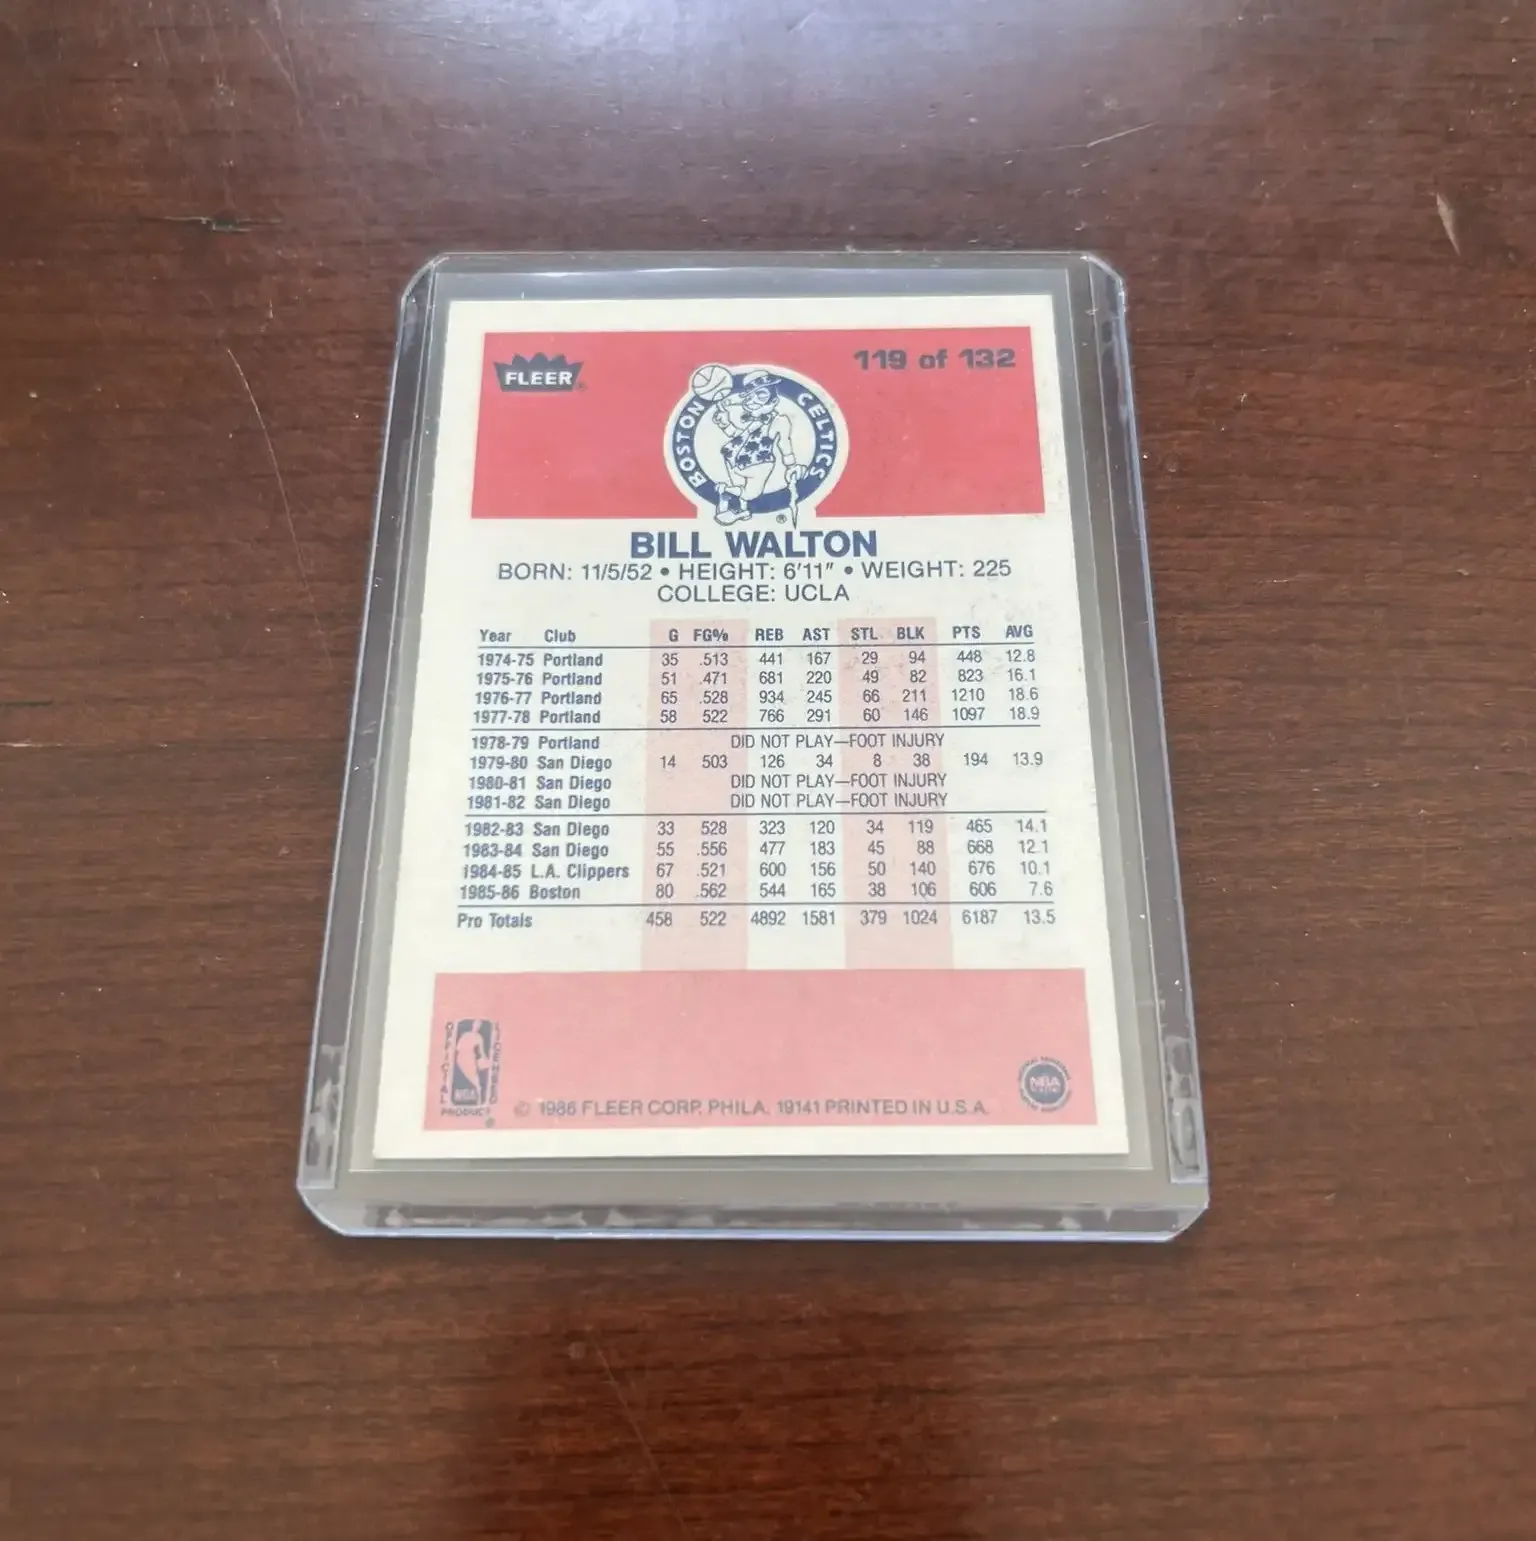 FLEER®
119 of 132
BOSTON CELTICS
®
BILL WALTON
BORN: 11/5/52 • HEIGHT: 6'11" • WEIGHT: 225
COLLEGE: UCLA
Year Club G FG% REB AST STL BLK PTS AVG
1974-75 Portland 35 .513 441 167 29 94 448 12.8
1975-76 Portland 51 .471 681 220 49 82 823 16.1
1976-77 Portland 65 .528 934 245 66 211 1210 18.6
1977-78 Portland 58 522 766 291 60 146 1097 18.9
1978-79 Portland DID NOT PLAY—FOOT INJURY
1979-80 San Diego 14 503 126 34 8 38 194 13.9
1980-81 San Diego DID NOT PLAY—FOOT INJURY
1981-82 San Diego DID NOT PLAY—FOOT INJURY
1982-83 San Diego 33 528 323 120 34 119 465 14.1
1983-84 San Diego 55 .556 477 183 45 88 668 12.1
1984-85 L.A. Clippers 67 .521 600 156 50 140 676 10.1
1985-86 Boston 80 .562 544 165 38 106 606 7.6
Pro Totals 458 522 4892 1581 379 1024 6187 13.5
OFFICIAL LICENSED
NBA
PRODUCT
© 1986 FLEER CORP. PHILA. 19141 PRINTED IN U.S.A.
NBA